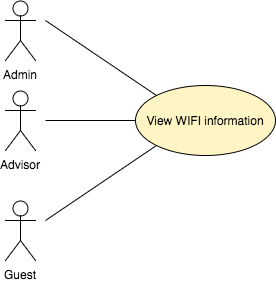 Admin
View WIFI information
Advisor
Guest